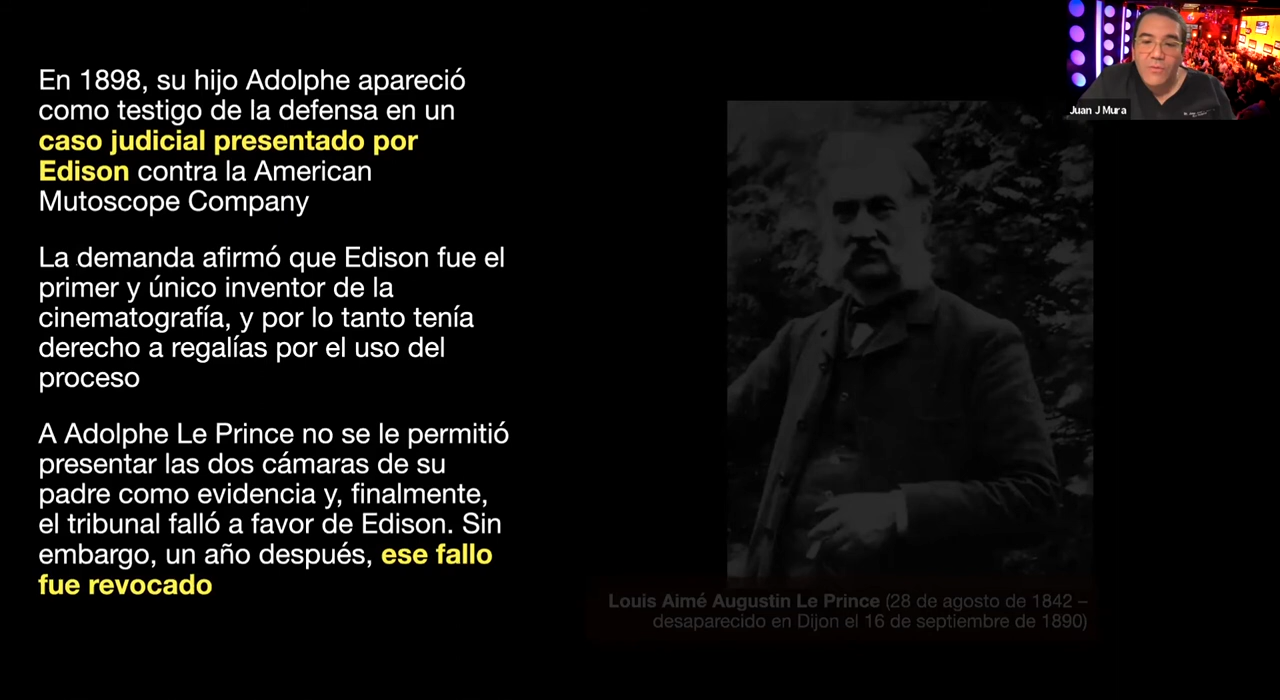 En 1898, su hijo Adolphe apareció
como testigo de la defensa en un
caso judicial presentado por
Edison contra la American
Mutoscope Company
La demanda afirmó que Edison fue el
primer y único inventor de la
cinematografía, y por lo tanto tenía
derecho a regalías por el uso del
proceso
A Adolphe Le Prince no se le permitió
presentar las dos cámaras de su
padre como evidencia y, finalmente,
el tribunal falló a favor de Edison. Sin
embargo, un año después, ese fallo
fue revocado
Juan J Mura
Louis Aimé Augustin Le Prince (28 de agosto de 1842 –
desaparecido en Dijon el 16 de septiembre de 1890)